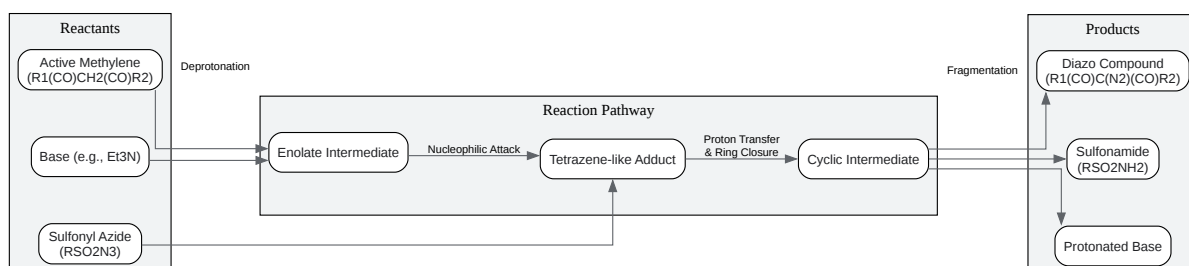 Reactants
Active Methylene
(R1(CO)CH2(CO)R2)
Base (e.g., Et3N)
Sulfonyl Azide
(RSO2N3)
Deprotonation
Reaction Pathway
Enolate Intermediate
Nucleophilic Attack
Tetrazene-like Adduct
Proton Transfer
& Ring Closure
Cyclic Intermediate
Fragmentation
Products
Diazo Compound
(R1(CO)C(N2)(CO)R2)
Sulfonamide
(RSO2NH2)
Protonated Base